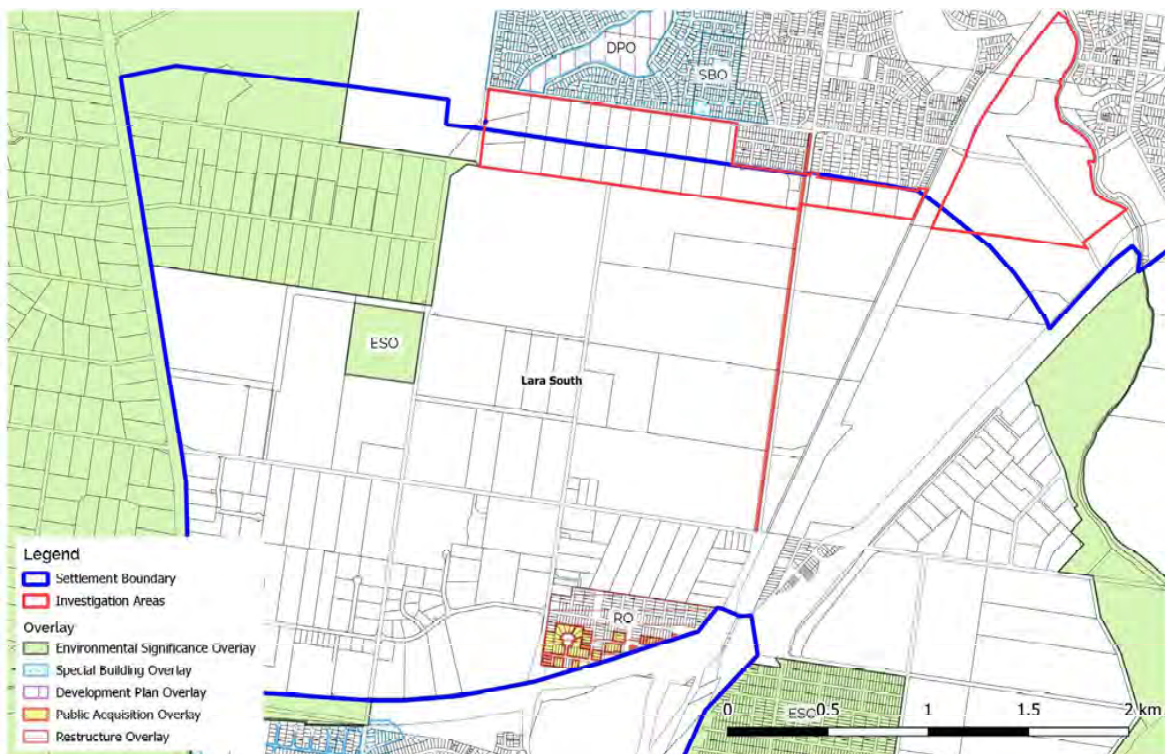 DPO
SBO
ESO
Lara South
Legend
Settlement Boundary
Investigation Areas
Overlay
Environmental Significance Overlay
Special Building Overlay
Development Plan Overlay
Public Acquisition Overlay
Restructure Overlay
RO
ESO
0 0.5 1 1.5 2 km